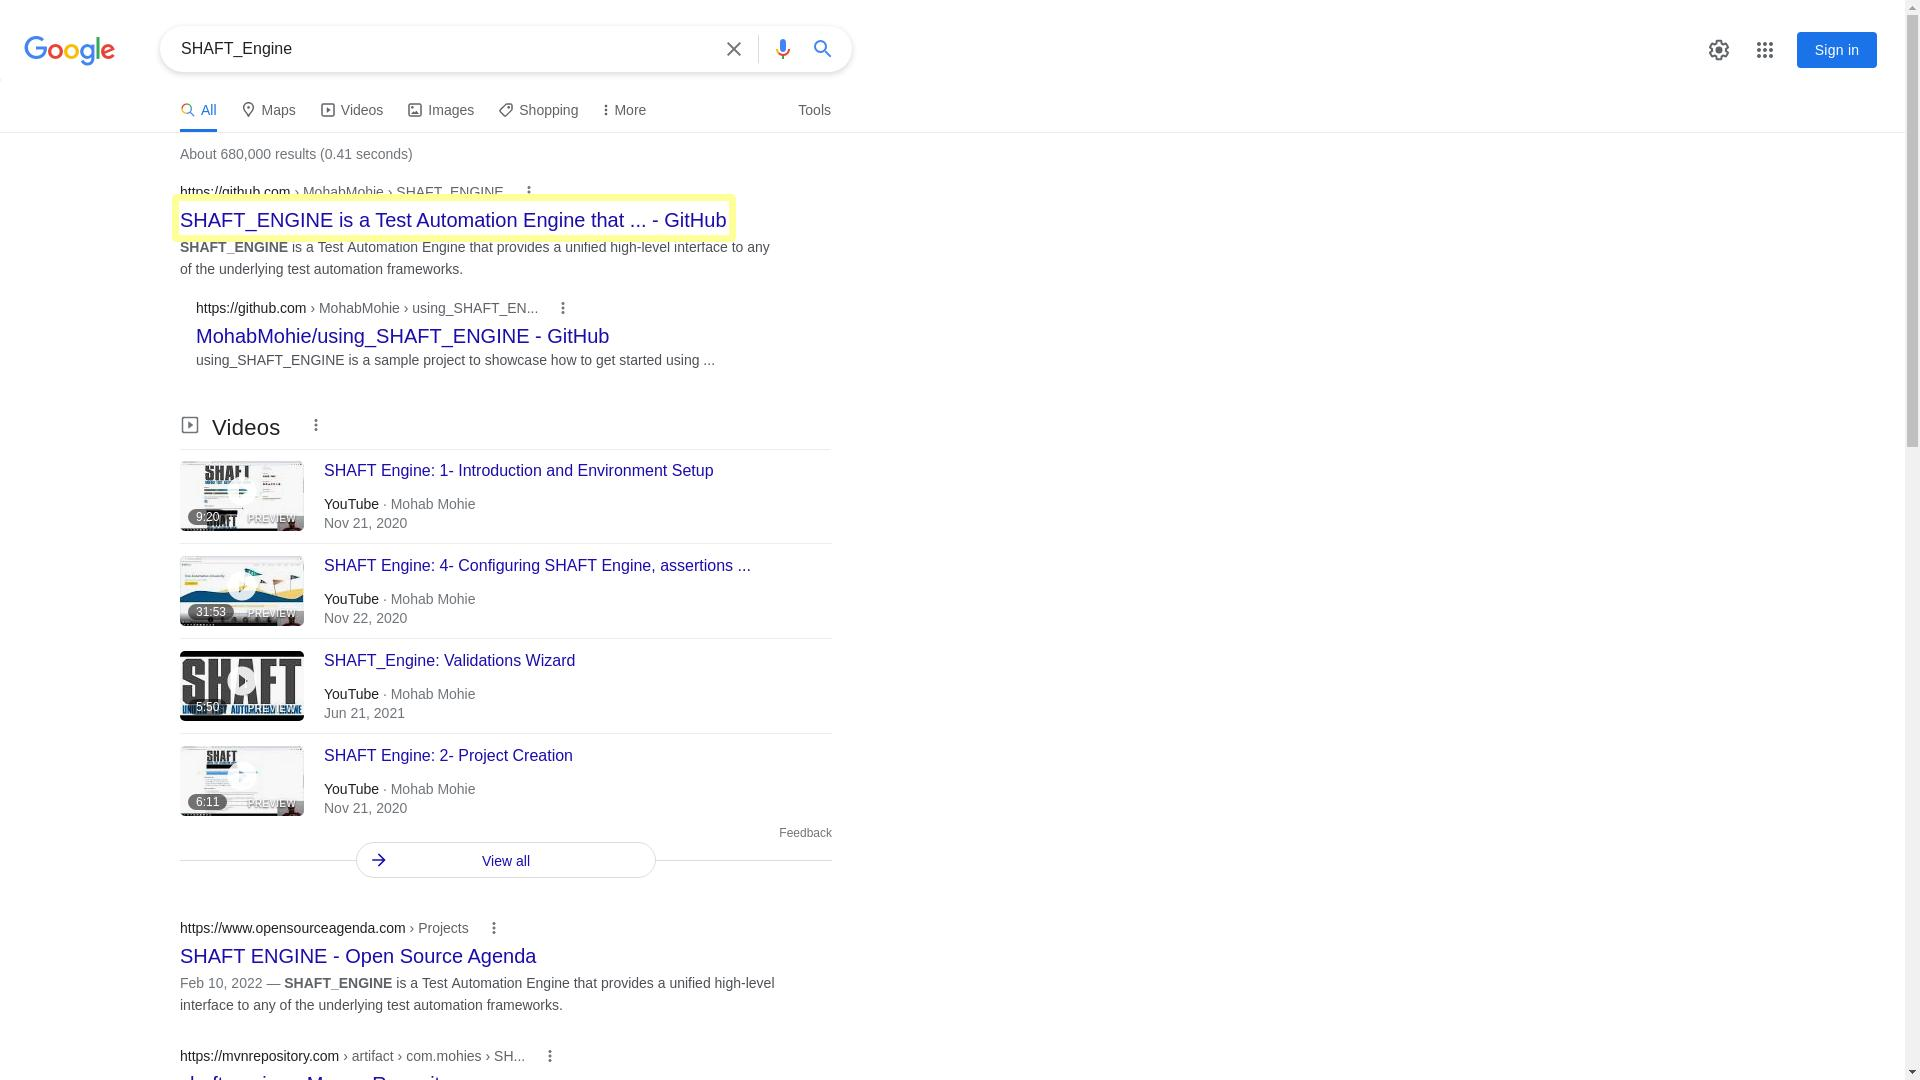 Google
SHAFT_Engine
Sign in
All
Maps
Videos
Images
Shopping
More
Tools
About 680,000 results (0.41 seconds)
https://github.com › MohabMohie › SHAFT_ENGINE
SHAFT_ENGINE is a Test Automation Engine that ... - GitHub
SHAFT_ENGINE is a Test Automation Engine that provides a unified high-level interface to any
of the underlying test automation frameworks.
https://github.com › MohabMohie › using_SHAFT_EN...
MohabMohie/using_SHAFT_ENGINE - GitHub
using_SHAFT_ENGINE is a sample project to showcase how to get started using ...
Videos
SHAFT
9:20
PREVIEW
SHAFT Engine: 1- Introduction and Environment Setup
YouTube · Mohab Mohie
Nov 21, 2020
31:53
PREVIEW
SHAFT Engine: 4- Configuring SHAFT Engine, assertions ...
YouTube · Mohab Mohie
Nov 22, 2020
SHAFT
5:50
PREVIEW
SHAFT_Engine: Validations Wizard
YouTube · Mohab Mohie
Jun 21, 2021
SHAFT
6:11
PREVIEW
SHAFT Engine: 2- Project Creation
YouTube · Mohab Mohie
Nov 21, 2020
Feedback
View all
https://www.opensourceagenda.com › Projects
SHAFT ENGINE - Open Source Agenda
Feb 10, 2022 — SHAFT_ENGINE is a Test Automation Engine that provides a unified high-level
interface to any of the underlying test automation frameworks.
https://mvnrepository.com › artifact › com.mohies › SH...